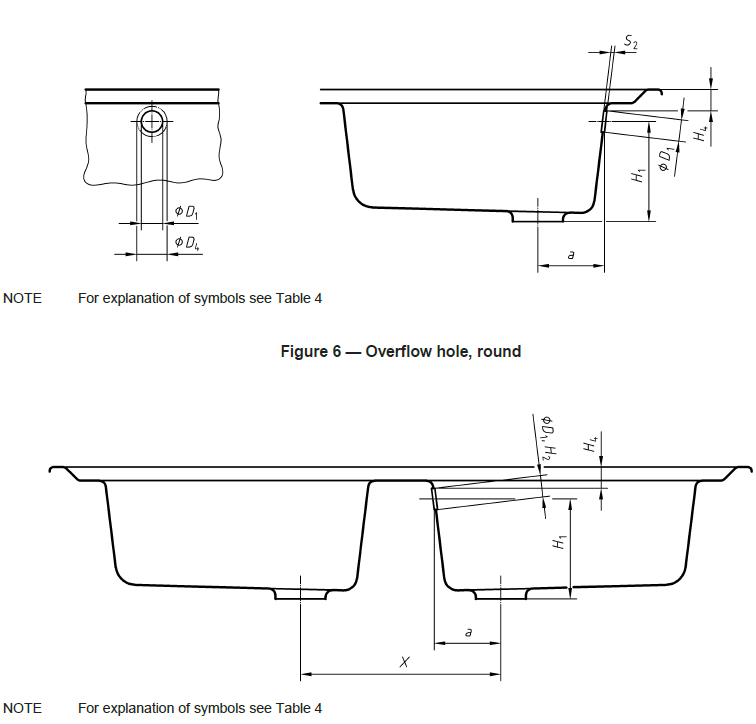 S2
H4
ϕD1
H1
ϕD1
ϕD4
a
NOTE For explanation of symbols see Table 4
Figure 6 — Overflow hole, round
ϕD1, H2
H4
H1
a
X
NOTE For explanation of symbols see Table 4